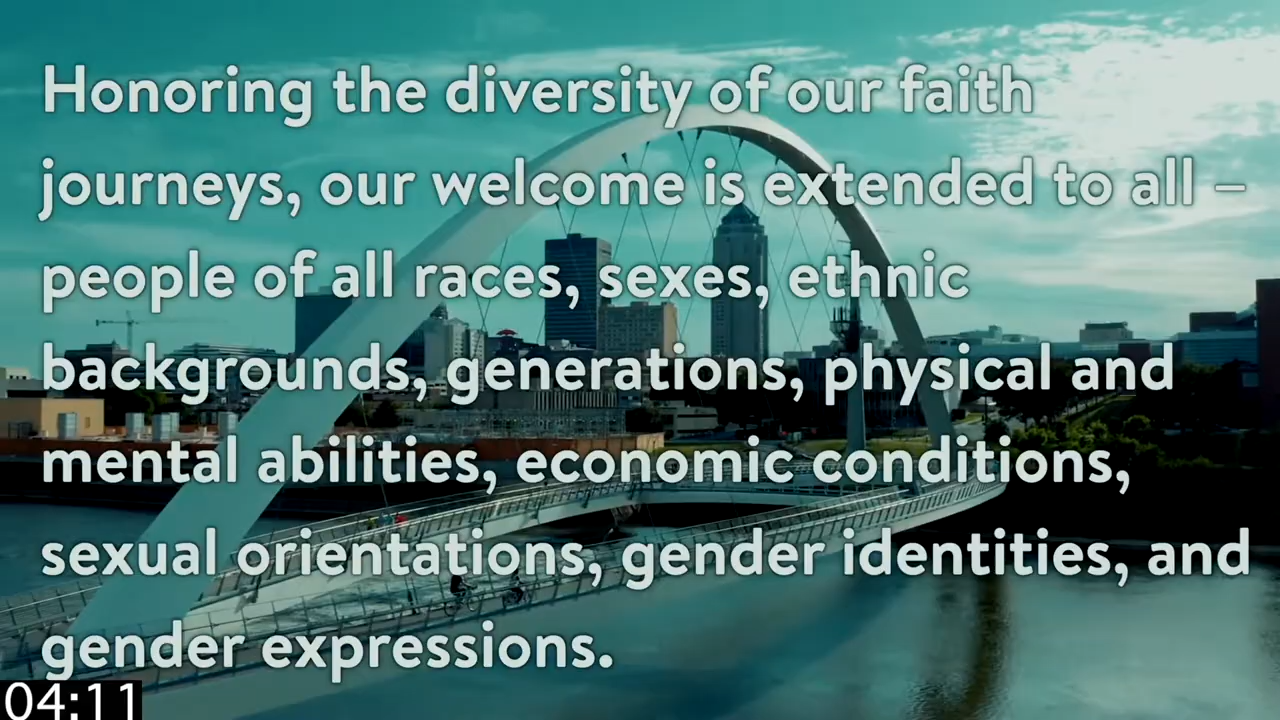 Honoring the diversity of our faith
journeys, our welcome is extended to all –
people of all races, sexes, ethnic
backgrounds, generations, physical and
mental abilities, economic conditions,
sexual orientations, gender identities, and
gender expressions.
04:11